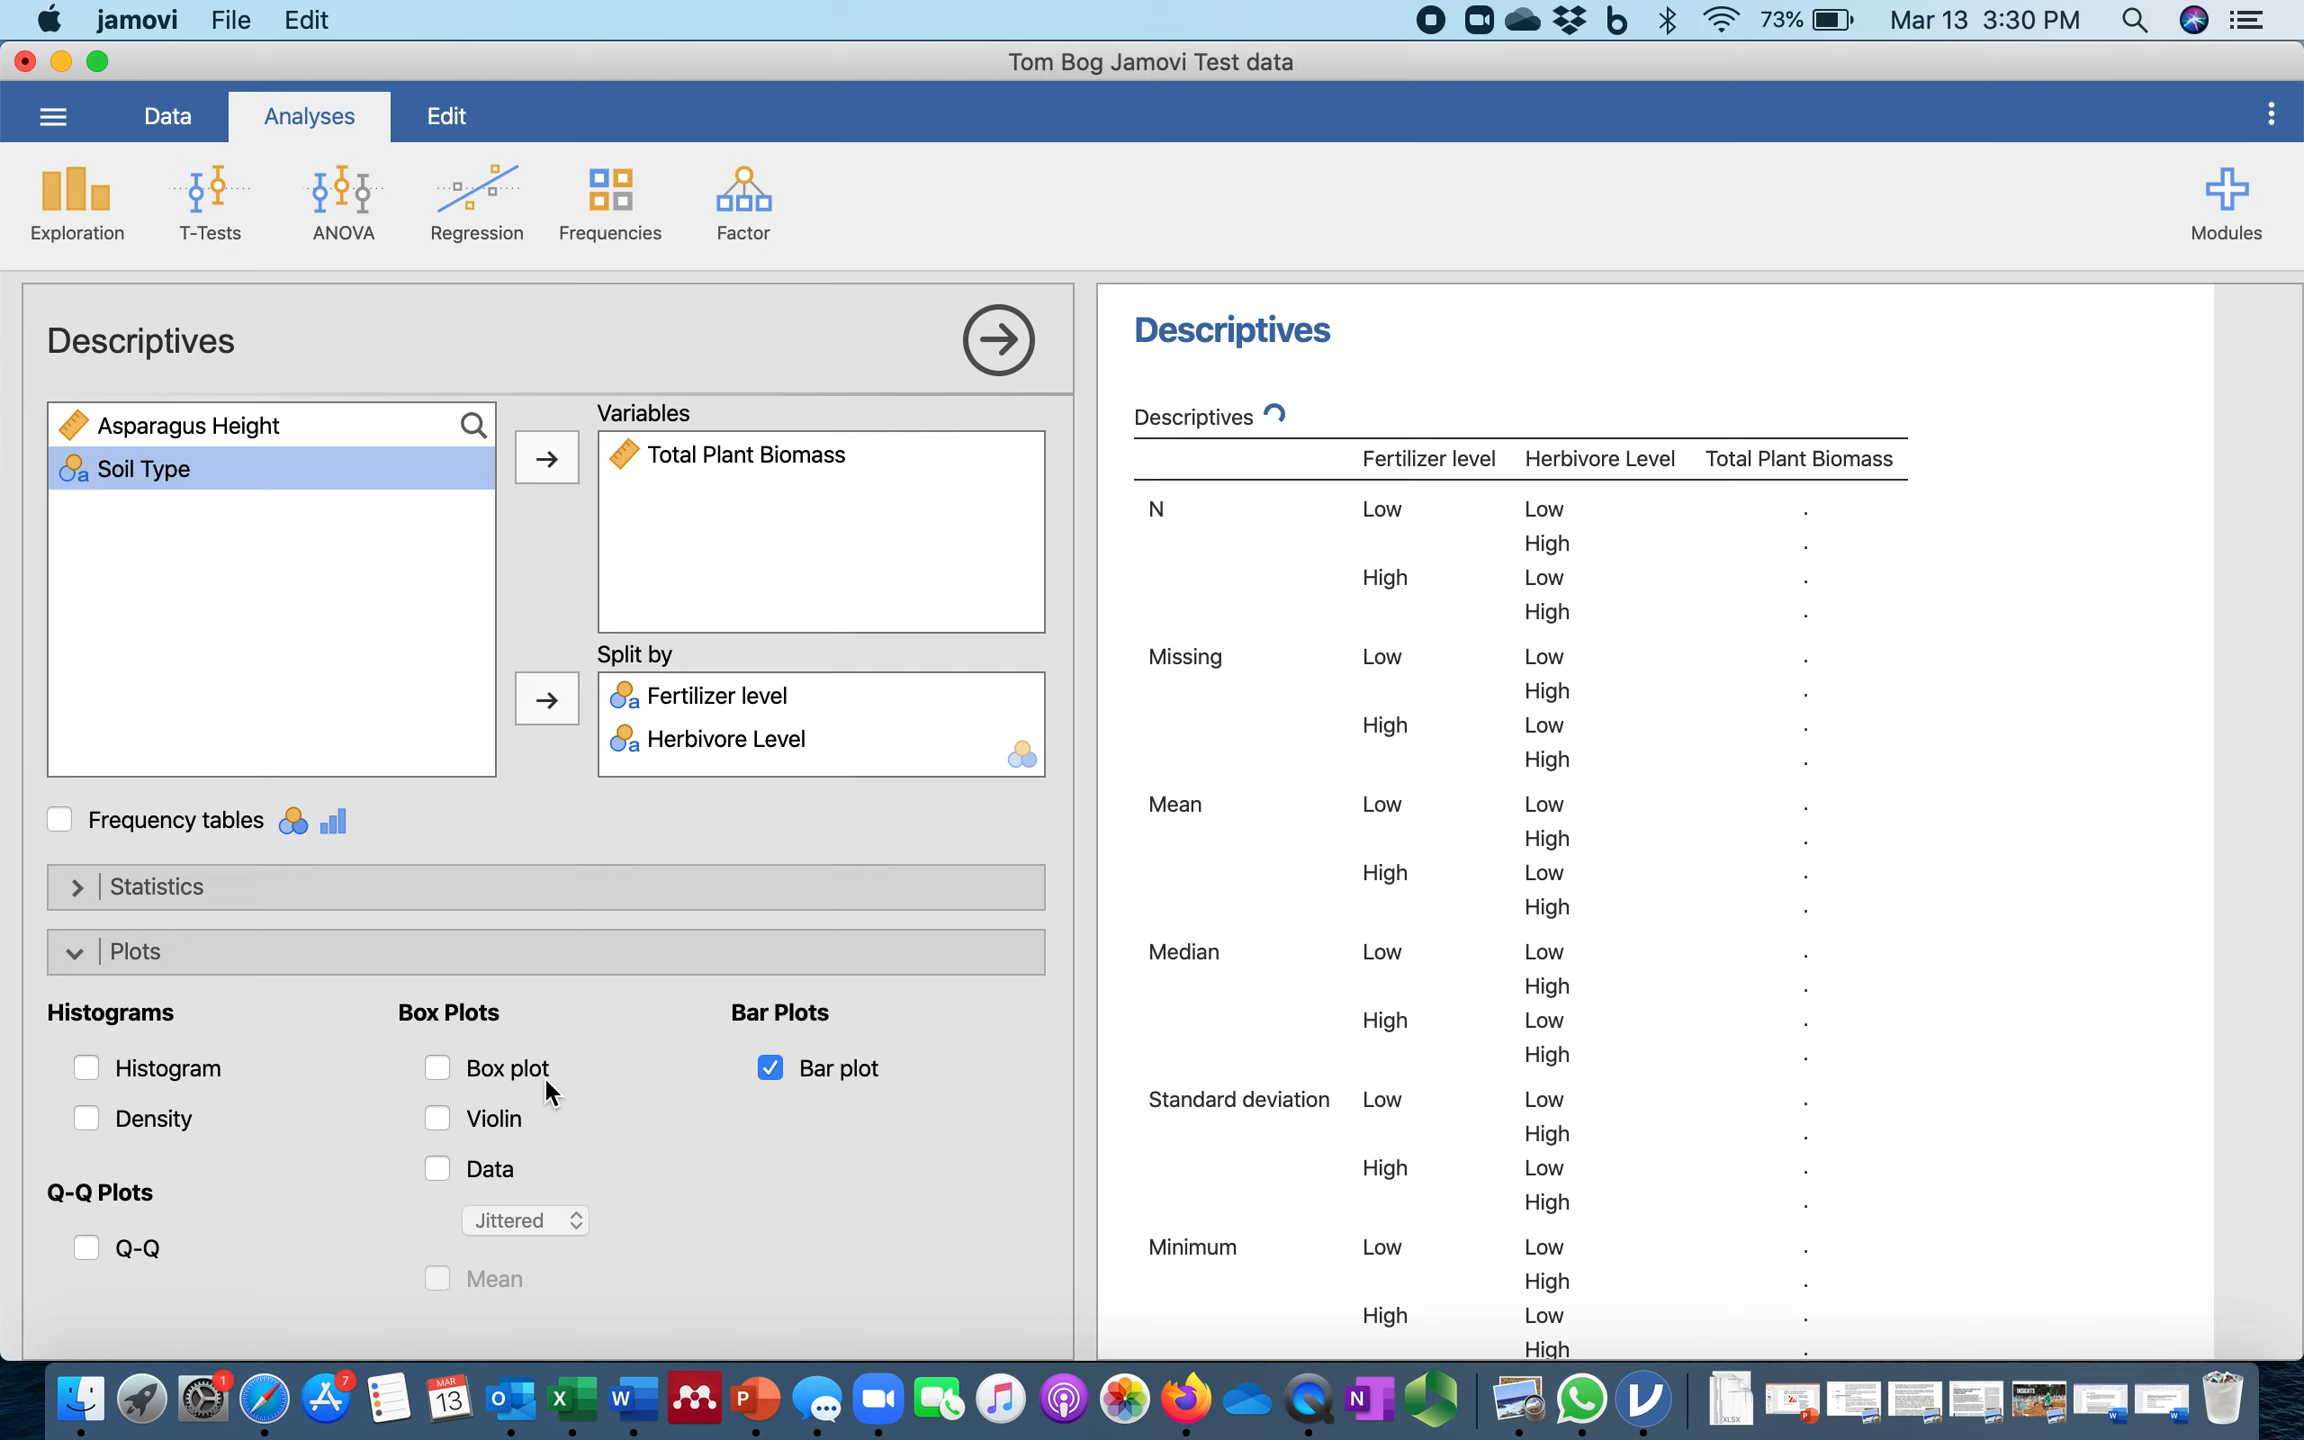 jamovi File Edit 73% Mar 13 3:30 PM
Tom Bog Jamovi Test data
Data Analyses Edit
Exploration T-Tests ANOVA Regression Frequencies Factor Modules
Descriptives
Asparagus Height
Soil Type
Variables
Total Plant Biomass
Split by
a Fertilizer level
a Herbivore Level
Frequency tables
Statistics
Plots
Histograms Box Plots Bar Plots
Histogram Box plot Bar plot
Density Violin
Data
Q-Q Plots
Jittered
Q-Q
Mean
Descriptives
Descriptives
Fertilizer level Herbivore Level Total Plant Biomass
N Low Low .
High .
High Low .
High .
Missing Low Low .
High .
High Low .
High .
Mean Low Low .
High .
High Low .
High .
Median Low Low .
High .
High Low .
High .
Standard deviation Low Low .
High .
High Low .
High .
Minimum Low Low .
High .
High Low .
High .
1 7 MAR 13 XLSX